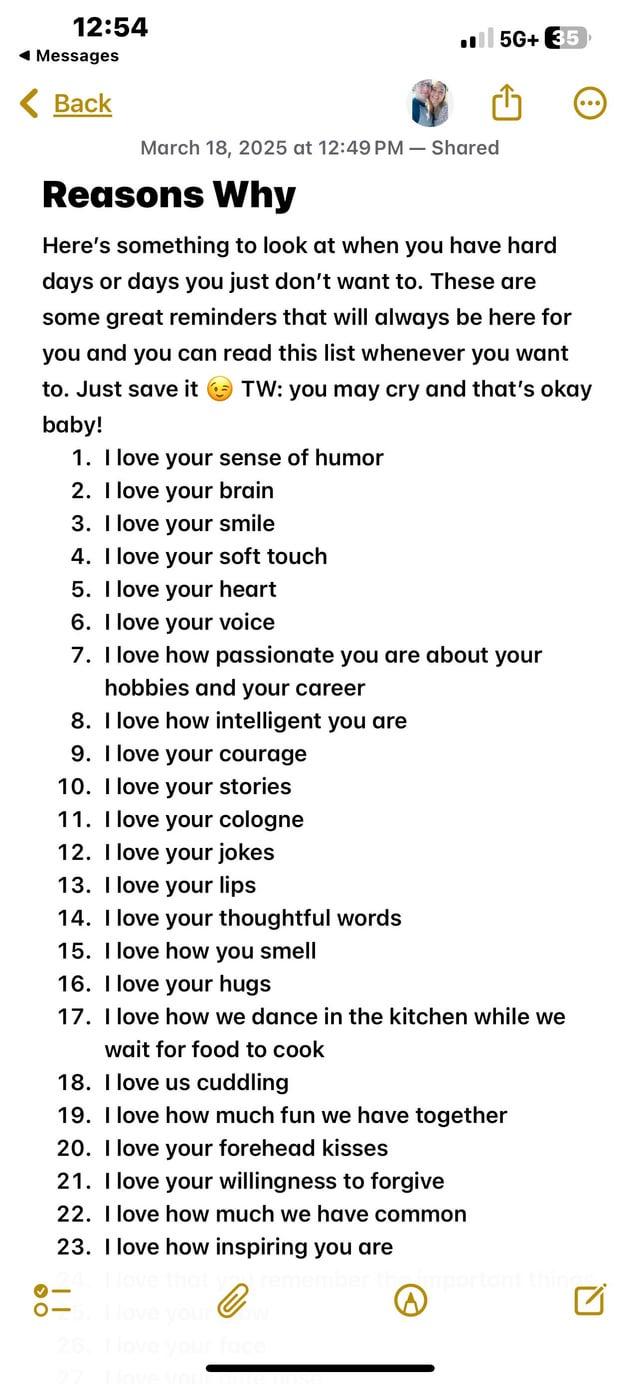 12:54
5G+ 35
◀ Messages
Back
March 18, 2025 at 12:49 PM — Shared
Reasons Why
Here's something to look at when you have hard
days or days you just don't want to. These are
some great reminders that will always be here for
you and you can read this list whenever you want
to. Just save it 😉 TW: you may cry and that's okay
baby!
1. I love your sense of humor
2. I love your brain
3. I love your smile
4. I love your soft touch
5. I love your heart
6. I love your voice
7. I love how passionate you are about your
hobbies and your career
8. I love how intelligent you are
9. I love your courage
10. I love your stories
11. I love your cologne
12. I love your jokes
13. I love your lips
14. I love your thoughtful words
15. I love how you smell
16. I love your hugs
17. I love how we dance in the kitchen while we
wait for food to cook
18. I love us cuddling
19. I love how much fun we have together
20. I love your forehead kisses
21. I love your willingness to forgive
22. I love how much we have common
23. I love how inspiring you are
24. I love that you remember the important things
25. I love your
26. I love your face
27. I love your